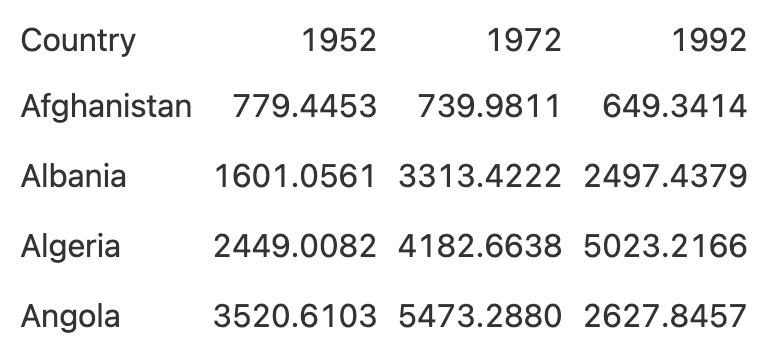 Country 1952 1972 1992
Afghanistan 779.4453 739.9811 649.3414
Albania 1601.0561 3313.4222 2497.4379
Algeria 2449.0082 4182.6638 5023.2166
Angola 3520.6103 5473.2880 2627.8457